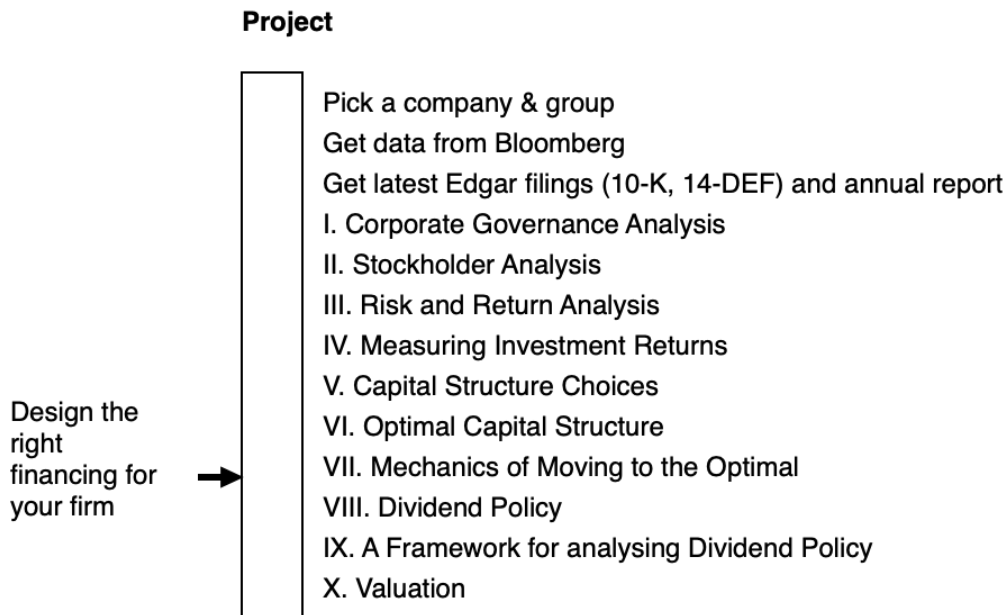 Project
Pick a company & group
Get data from Bloomberg
Get latest Edgar filings (10-K, 14-DEF) and annual report
I. Corporate Governance Analysis
II. Stockholder Analysis
III. Risk and Return Analysis
IV. Measuring Investment Returns
V. Capital Structure Choices
VI. Optimal Capital Structure
VII. Mechanics of Moving to the Optimal
VIII. Dividend Policy
IX. A Framework for analysing Dividend Policy
X. Valuation
Design the
right
financing for
your firm